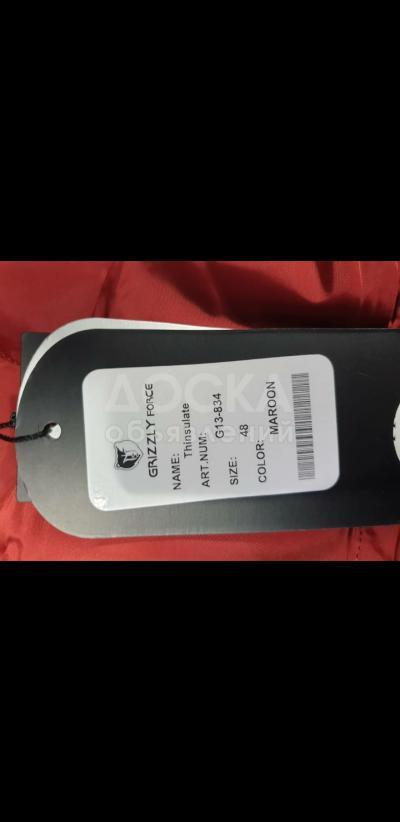 GRIZZLY FORCE
NAME:
Thinsulate
ART.NUM:
G13-834
SIZE:
48
COLOR:
MAROON
ДОСКА
объявлений